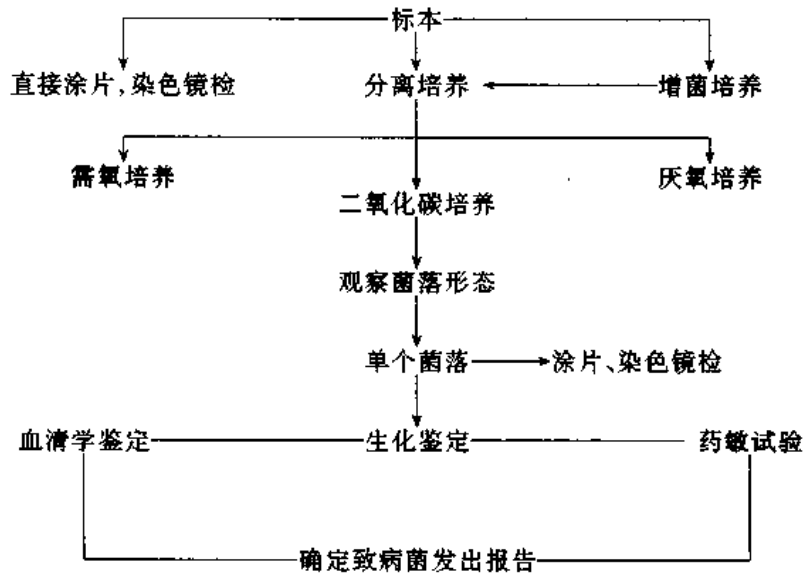 标本
直接涂片,染色镜检 分离培养 增菌培养
需氧培养 厌氧培养
二氧化碳培养
观察菌落形态
单个菌落 涂片、染色镜检
血清学鉴定 生化鉴定 药敏试验
确定致病菌发出报告